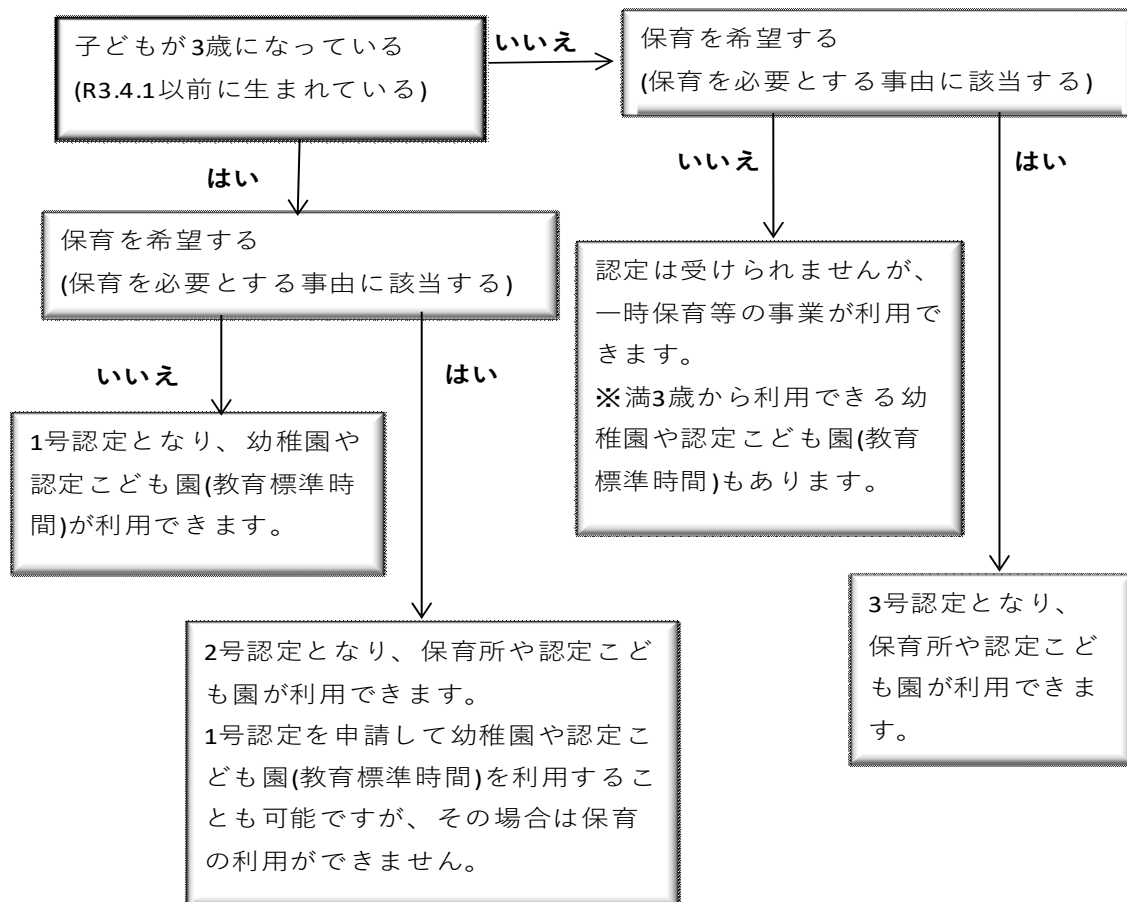 子どもが3歳になっている
(R3.4.1以前に生まれている)
いいえ
保育を希望する
(保育を必要とする事由に該当する)
はい
いいえ
はい
保育を希望する
(保育を必要とする事由に該当する)
認定は受けられませんが、
一時保育等の事業が利用で
きます。
※満3歳から利用できる幼
稚園や認定こども園(教育
標準時間)もあります。
いいえ
はい
1号認定となり、幼稚園や
認定こども園(教育標準時
間)が利用できます。
3号認定となり、
保育所や認定こど
も園が利用できま
す。
2号認定となり、保育所や認定こど
も園が利用できます。
1号認定を申請して幼稚園や認定こ
ども園(教育標準時間)を利用するこ
とも可能ですが、その場合は保育
の利用ができません。